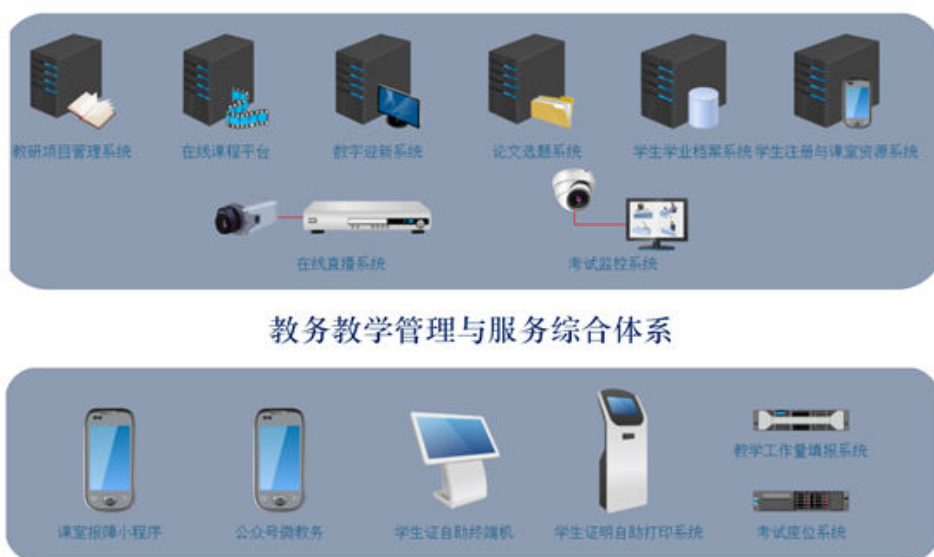 教研项目管理系统
在线课程平台
数字迎新系统
论文选题系统
学生学业档案系统
学生注册与课堂资源系统
在线直播系统
考试监控系统
教务教学管理与服务综合体系
教学工作量填报系统
课堂报障小程序
公众号微教务
学生证自助终端机
学生证明自助打印系统
考试座位系统